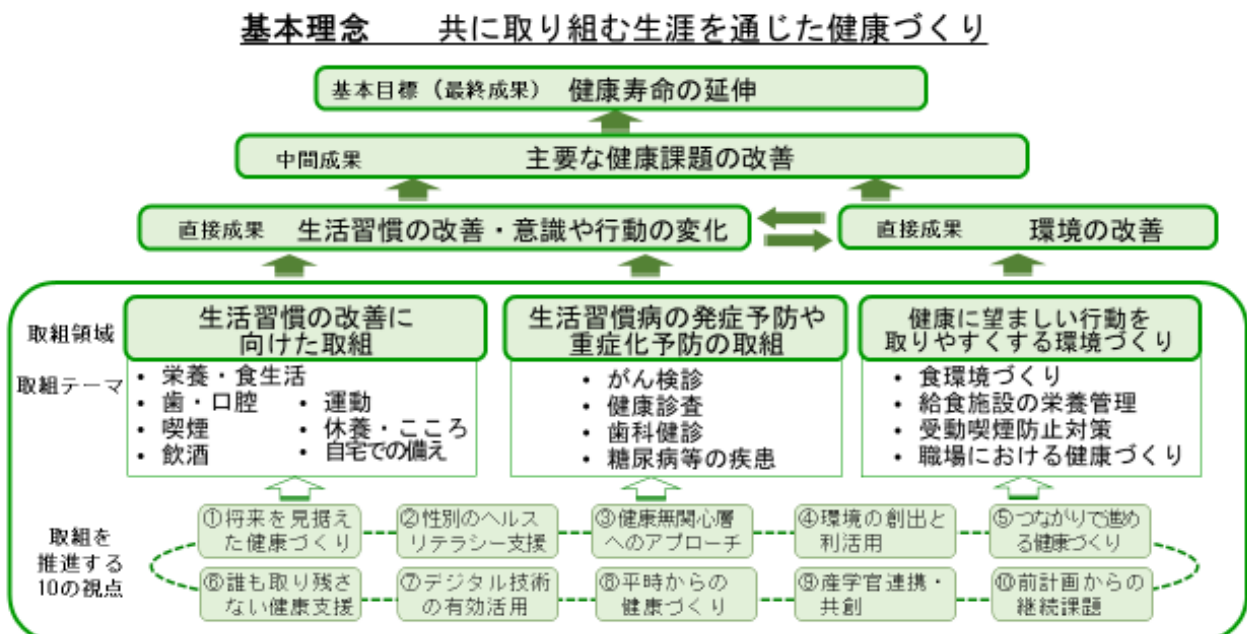 基本理念　共に取り組む生涯を通じた健康づくり
基本目標（最終成果）　健康寿命の延伸
中間成果　主要な健康課題の改善
直接成果　生活習慣の改善・意識や行動の変化
直接成果　環境の改善
取組領域
生活習慣の改善に
向けた取組
生活習慣病の発症予防や
重症化予防の取組
健康に望ましい行動を
取りやすくする環境づくり
取組テーマ
・栄養・食生活
・歯・口腔
・喫煙
・飲酒
・運動
・休養・こころ
自宅での備え
・がん検診
・健康診査
・歯科健診
・糖尿病等の疾患
・食環境づくり
・給食施設の栄養管理
・受動喫煙防止対策
・職場における健康づくり
取組を
推進する
10の視点
①将来を見据え
た健康づくり
②性別のヘルス
リテラシー支援
③健康無関心層
へのアプローチ
④環境の創出と
利活用
⑤つながりで進め
る健康づくり
⑥誰も取り残さ
ない健康支援
⑦デジタル技術
の有効活用
⑧平時からの
健康づくり
⑨産学官連携・
共創
⑩前計画からの
継続課題